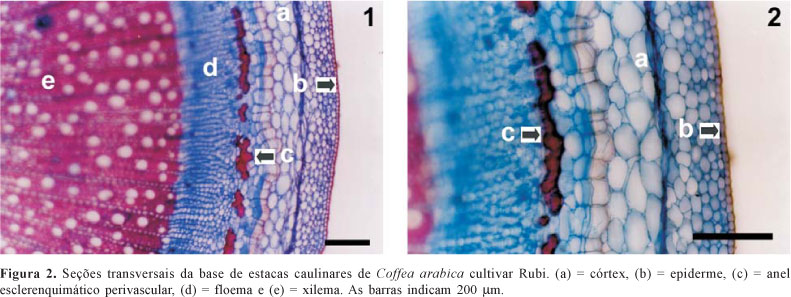 1
a
e
d
b
c
2
a
c
b
Figura 2. Seções transversais da base de estacas caulinares de Coffea arabica cultivar Rubi. (a) = córtex, (b) = epiderme, (c) = anel
esclerenquimático perivascular, (d) = floema e (e) = xilema. As barras indicam 200 µm.